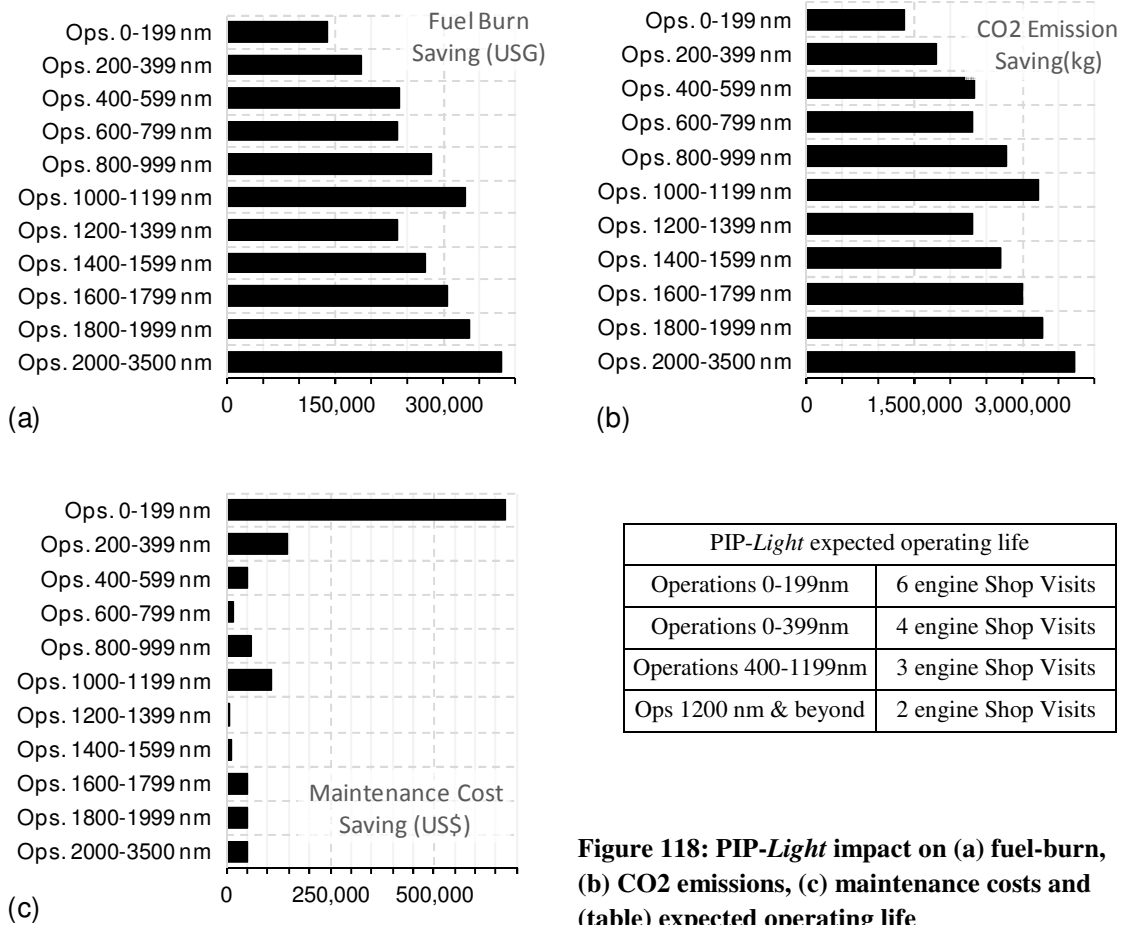 Fuel Burn
Saving (USG)
Ops. 0-199 nm
Ops. 200-399 nm
Ops. 400-599 nm
Ops. 600-799 nm
Ops. 800-999 nm
Ops. 1000-1199 nm
Ops. 1200-1399 nm
Ops. 1400-1599 nm
Ops. 1600-1799 nm
Ops. 1800-1999 nm
Ops. 2000-3500 nm
0 150,000 300,000
(a)
CO2 Emission
Saving(kg)
Ops. 0-199 nm
Ops. 200-399 nm
Ops. 400-599 nm
Ops. 600-799 nm
Ops. 800-999 nm
Ops. 1000-1199 nm
Ops. 1200-1399 nm
Ops. 1400-1599 nm
Ops. 1600-1799 nm
Ops. 1800-1999 nm
Ops. 2000-3500 nm
0 1,500,000 3,000,000
(b)
Ops. 0-199 nm
Ops. 200-399 nm
Ops. 400-599 nm
Ops. 600-799 nm
Ops. 800-999 nm
Ops. 1000-1199 nm
Ops. 1200-1399 nm
Ops. 1400-1599 nm
Ops. 1600-1799 nm
Ops. 1800-1999 nm
Ops. 2000-3500 nm
Maintenance Cost
Saving (US$)
0 250,000 500,000
(c)
PIP-Light expected operating life
Operations 0-199nm 6 engine Shop Visits
Operations 0-399nm 4 engine Shop Visits
Operations 400-1199nm 3 engine Shop Visits
Ops 1200 nm & beyond 2 engine Shop Visits
Figure 118: PIP-Light impact on (a) fuel-burn,
(b) CO2 emissions, (c) maintenance costs and
(table) expected operating life